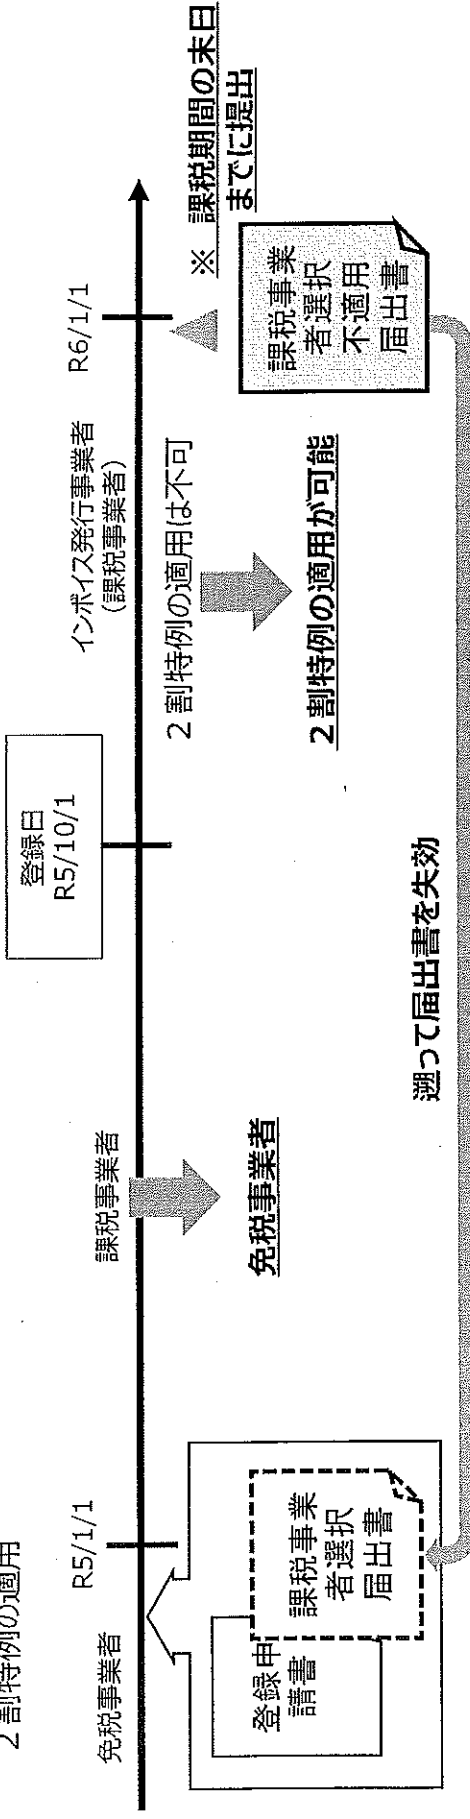 ２割特例の適用
免税事業者
R5/1/1
登録申
請書
課税事業
者選択
届出書
課税事業者
免税事業者
登録日
R5/10/1
インボイス発行事業者
（課税事業者）
２割特例の適用は不可
２割特例の適用が可能
R6/1/1
※ 課税期間の末日
までに提出
課税事業
者選択
不適用
届出書
遡って届出書を失効